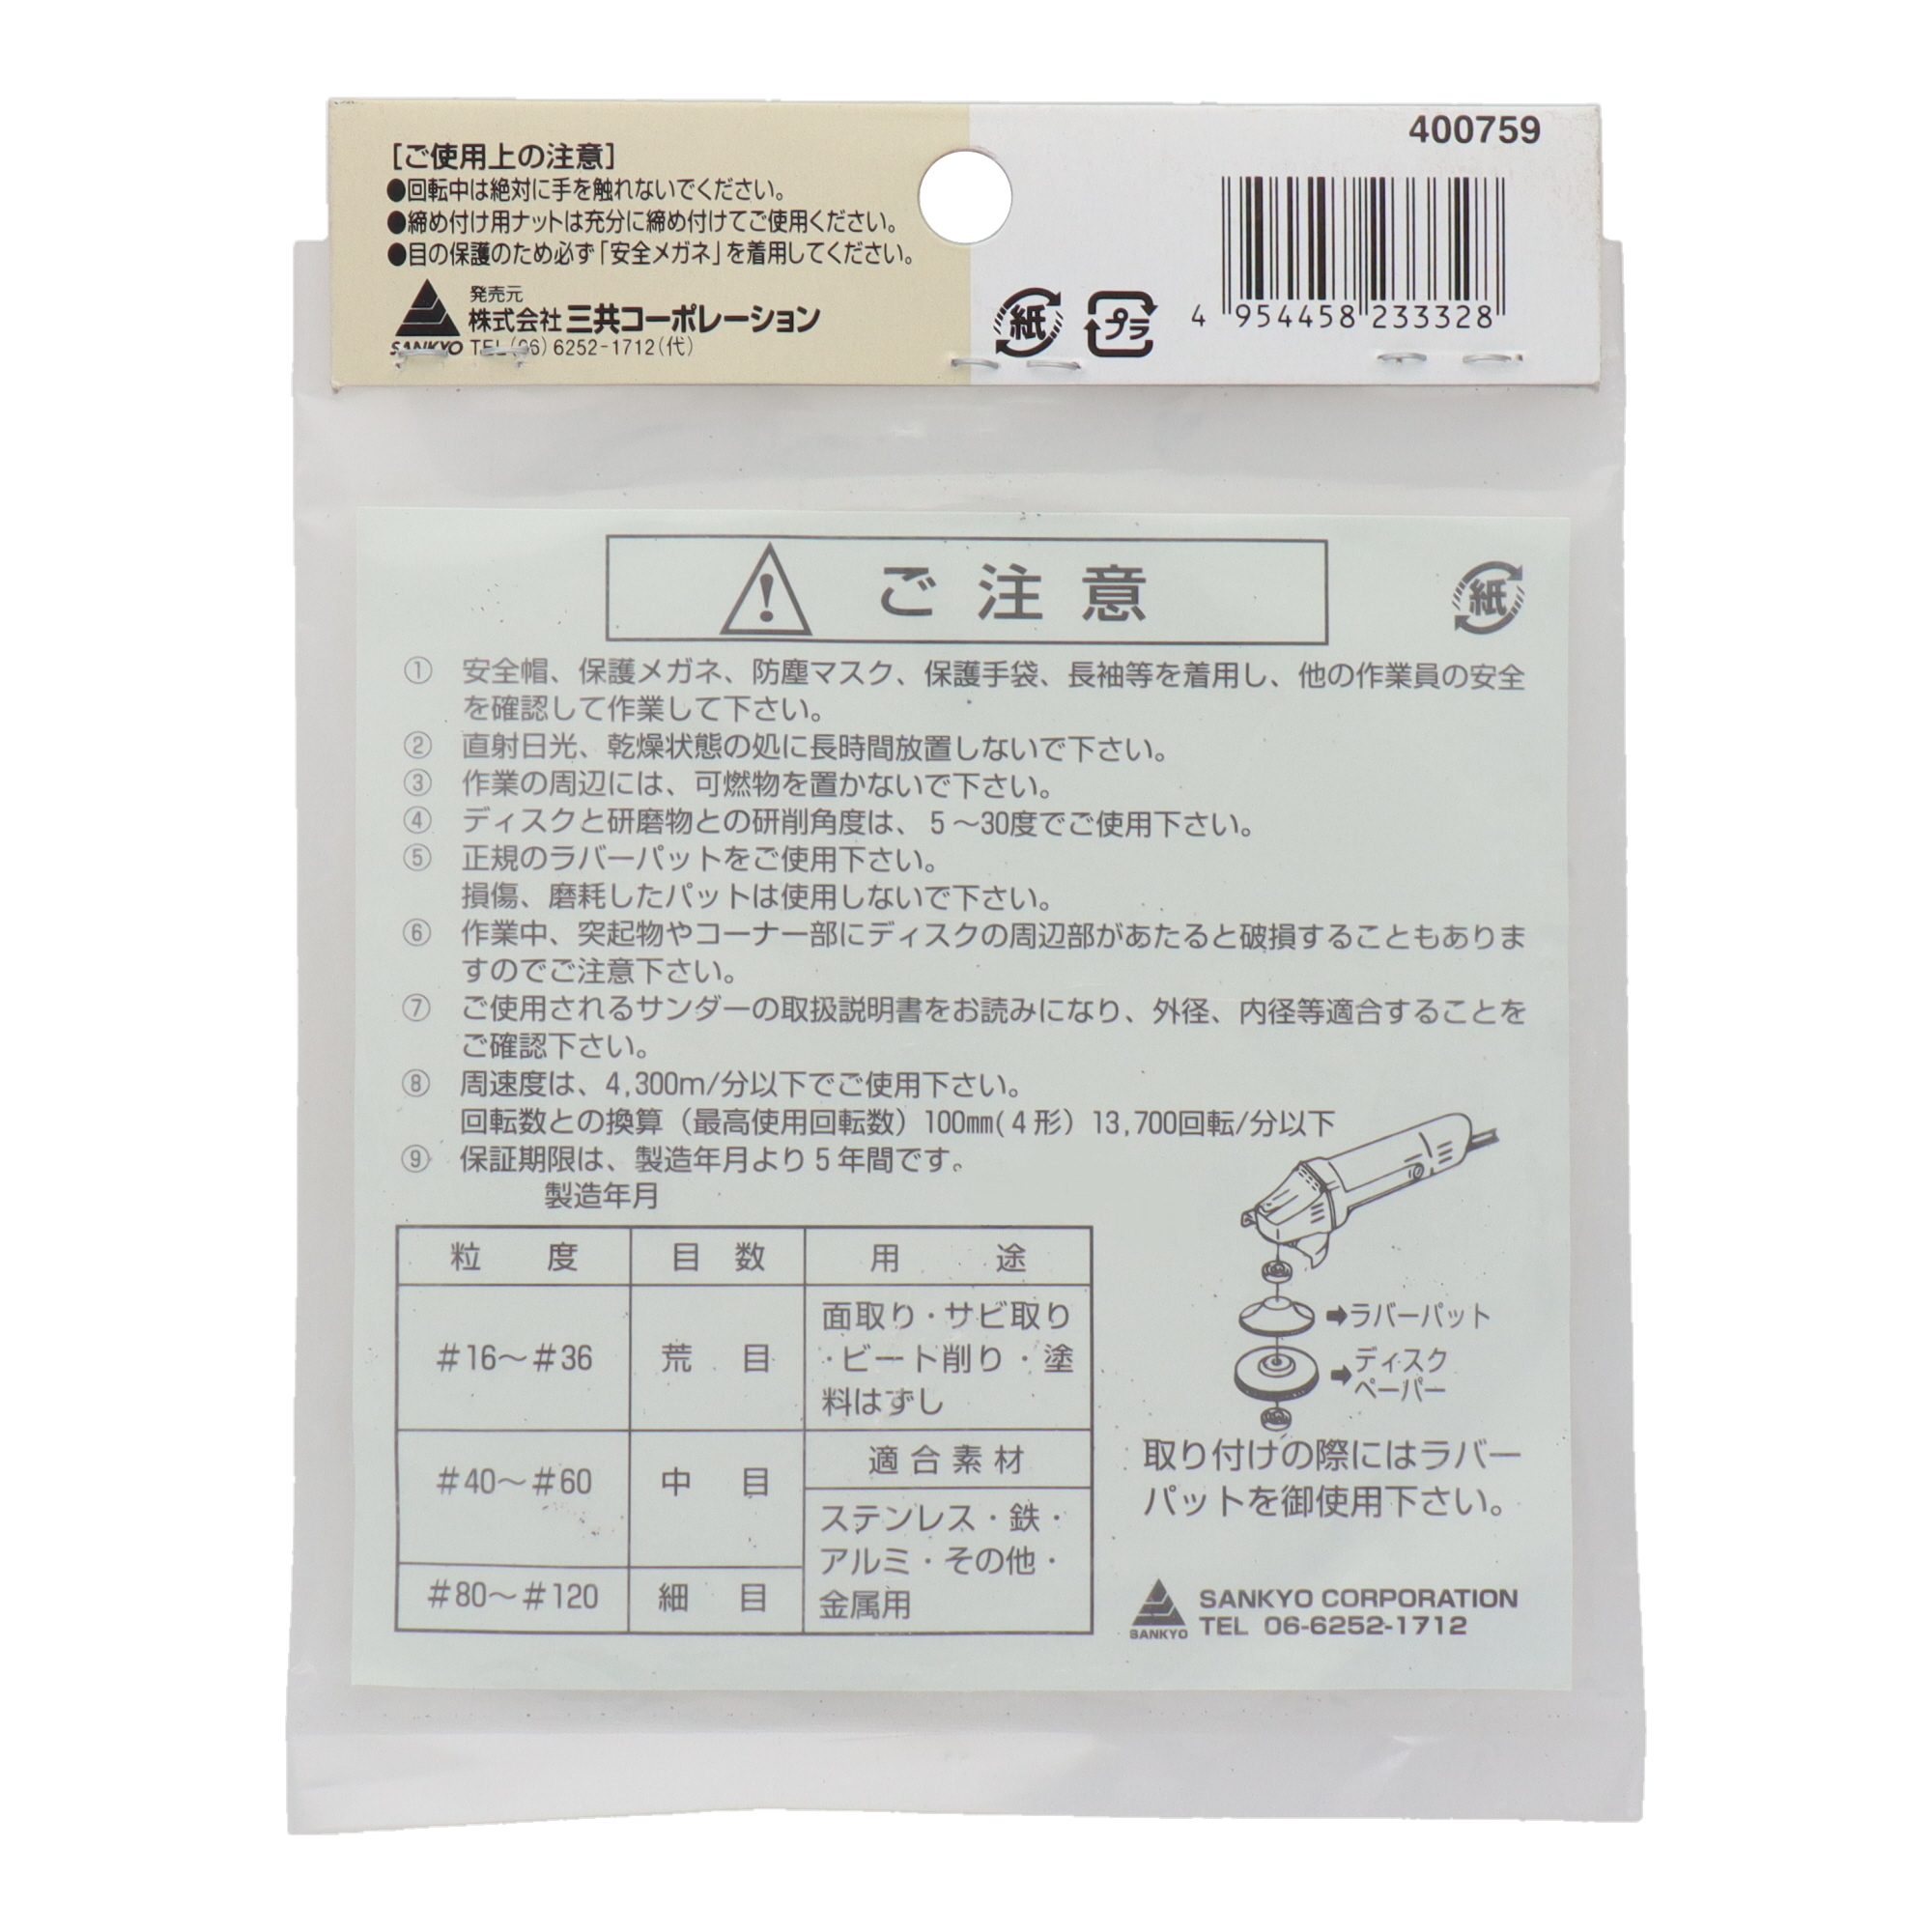 400759
[ご使用上の注意]
●回転中は絶対に手を触れないでください。
●締め付け用ナットは充分に締め付けてご使用ください。
●目の保護のため必ず「安全メガネ」を着用してください。
発売元
株式会社三共コーポレーション
SANKYO TEL(06)6252-1712(代)
紙 プラ
4 954458 233328
ご注意
紙
① 安全帽、保護メガネ、防塵マスク、保護手袋、長袖等を着用し、他の作業員の安全
を確認して作業して下さい。
② 直射日光、乾燥状態の処に長時間放置しないで下さい。
③ 作業の周辺には、可燃物を置かないで下さい。
④ ディスクと研磨物との研削角度は、5～30度でご使用下さい。
⑤ 正規のラバーパットをご使用下さい。
損傷、磨耗したパットは使用しないで下さい。
⑥ 作業中、突起物やコーナー部にディスクの周辺部があたると破損することもありま
すのでご注意下さい。
⑦ ご使用されるサンダーの取扱説明書をお読みになり、外径、内径等適合することを
ご確認下さい。
⑧ 周速度は、4,300m/分以下でご使用下さい。
回転数との換算（最高使用回転数）100㎜(4形）13,700回転/分以下
⑨ 保証期限は、製造年月より5年間です。
製造年月
粒度 目数 用途
#16～#36 荒目
面取り・サビ取り
・ビート削り・塗
料はずし
#40～#60 中目
適合素材
ステンレス・鉄・
アルミ・その他・
金属用
#80～#120 細目
➡ラバーパット
➡ディスク
ペーパー
取り付けの際にはラバー
パットを御使用下さい。
SANKYO
SANKYO CORPORATION
TEL 06-6252-1712